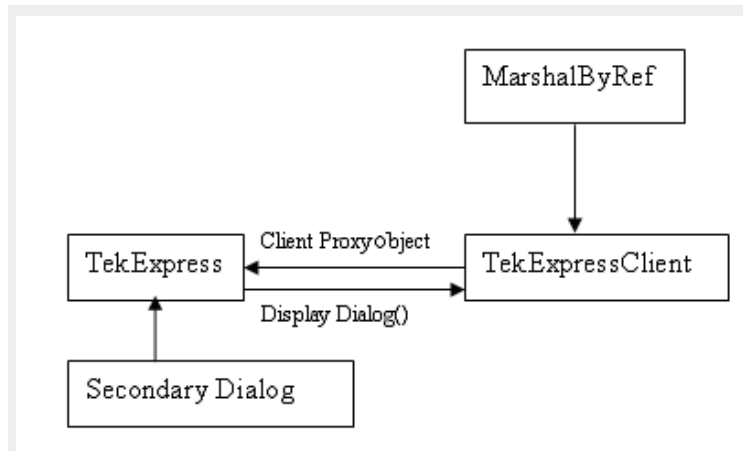 MarshalByRef
Client Proxyobject
TekExpress
TekExpressClient
Display Dialog()
Secondary Dialog